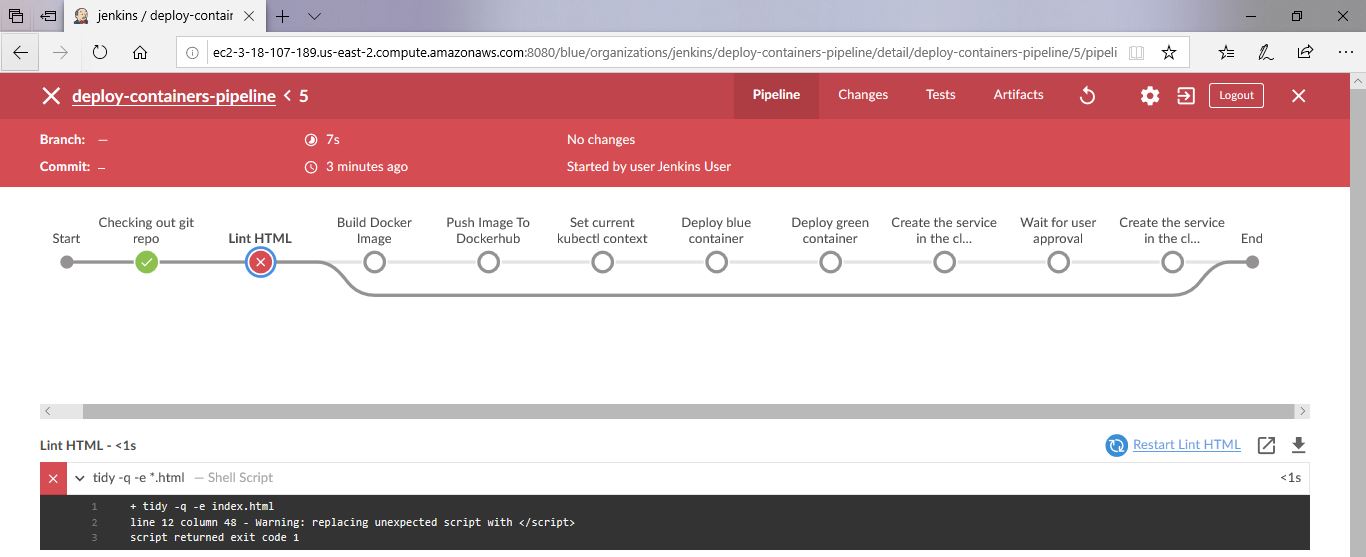 jenkins / deploy-contair
ec2-3-18-107-189.us-east-2.compute.amazonaws.com:8080/blue/organizations/jenkins/deploy-containers-pipeline/detail/deploy-containers-pipeline/5/pipeli
deploy-containers-pipeline < 5
Pipeline Changes Tests Artifacts Logout
Branch: — 7s No changes
Commit: – 3 minutes ago Started by user Jenkins User
Start
Checking out git
repo
Lint HTML
Build Docker
Image
Push Image To
Dockerhub
Set current
kubectl context
Deploy blue
container
Deploy green
container
Create the service
in the cl...
Wait for user
approval
Create the service
in the cl...
End
Lint HTML - <1s Restart Lint HTML
tidy -q -e *.html — Shell Script <1s
1 + tidy -q -e index.html
2 line 12 column 48 - Warning: replacing unexpected script with </script>
3 script returned exit code 1